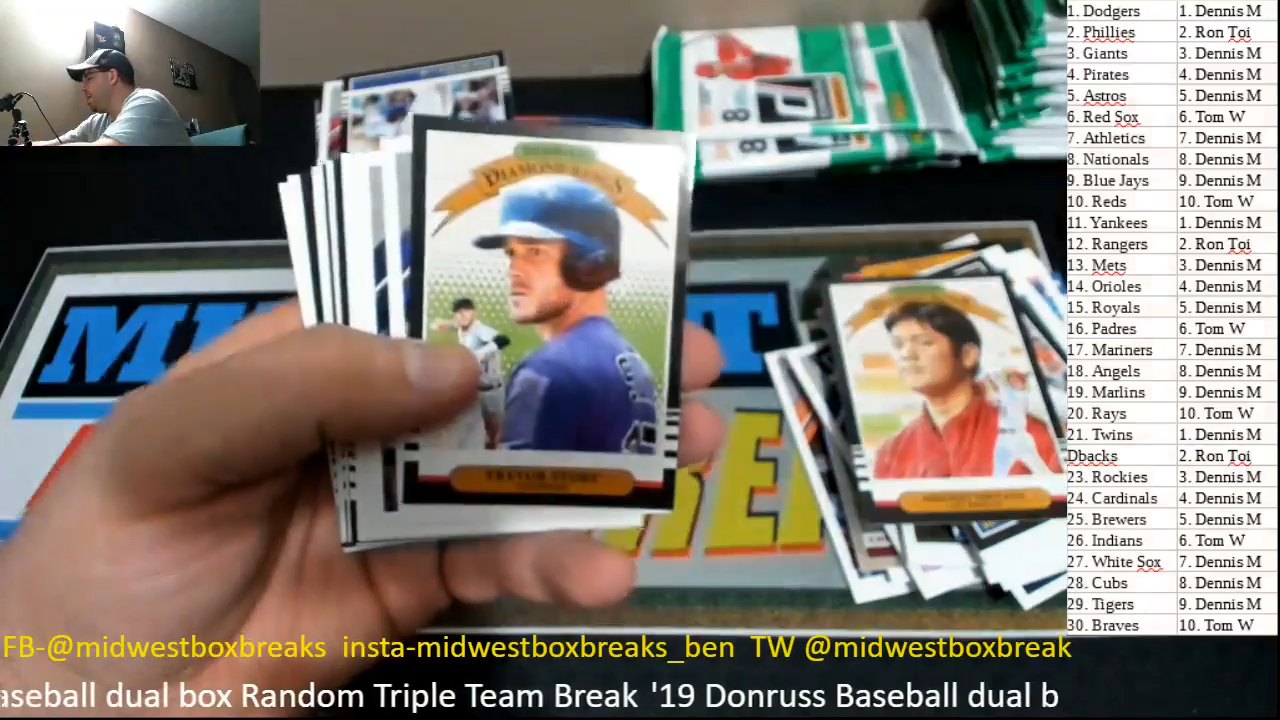 1. Dodgers 1. Dennis M
2. Phillies 2. Ron Toi
3. Giants 3. Dennis M
4. Pirates 4. Dennis M
5. Astros 5. Dennis M
6. Red Sox 6. Tom W
7. Athletics 7. Dennis M
8. Nationals 8. Dennis M
9. Blue Jays 9. Dennis M
10. Reds 10. Tom W
11. Yankees 1. Dennis M
12. Rangers 2. Ron Toi
13. Mets 3. Dennis M
14. Orioles 4. Dennis M
15. Royals 5. Dennis M
16. Padres 6. Tom W
17. Mariners 7. Dennis M
18. Angels 8. Dennis M
19. Marlins 9. Dennis M
20. Rays 10. Tom W
21. Twins 1. Dennis M
Dbacks 2. Ron Toi
23. Rockies 3. Dennis M
24. Cardinals 4. Dennis M
25. Brewers 5. Dennis M
26. Indians 6. Tom W
27. White Sox 7. Dennis M
28. Cubs 8. Dennis M
29. Tigers 9. Dennis M
30. Braves 10. Tom W
DIAMOND KINGS
TREVOR STORY
FB-@midwestboxbreaks insta-midwestboxbreaks_ben TW @midwestboxbreak
aseball dual box Random Triple Team Break '19 Donruss Baseball dual b